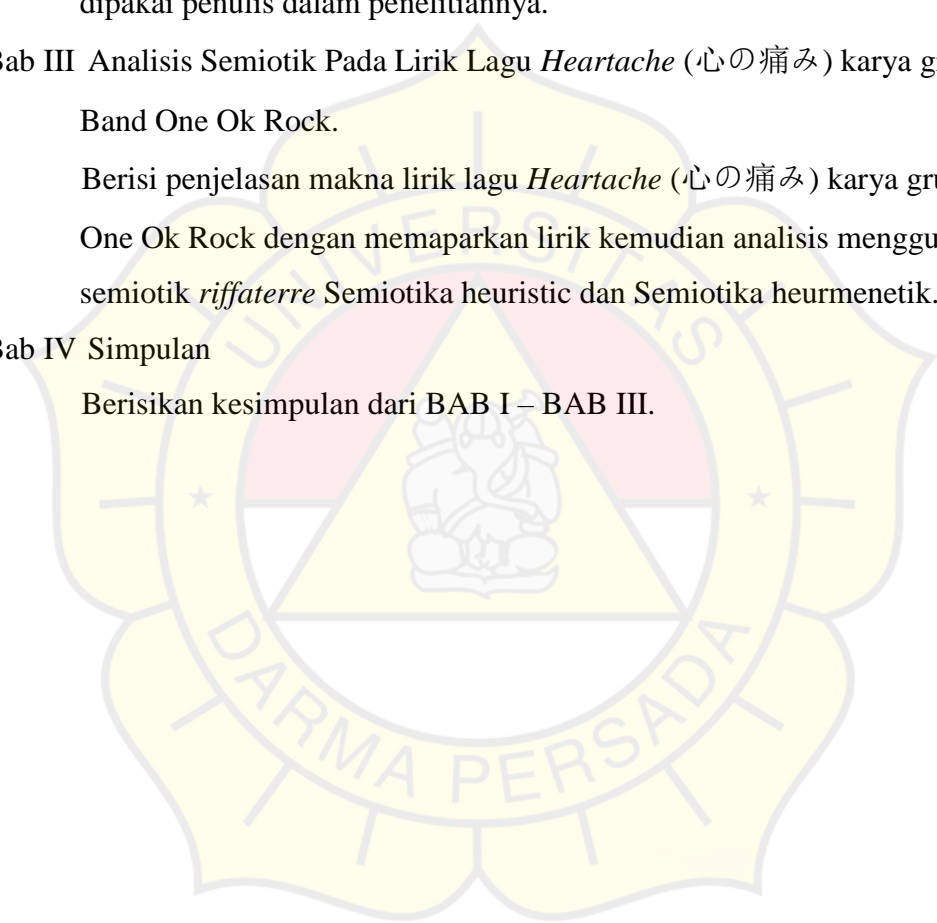 dipakai penulis dalam penelitiannya.
Bab III Analisis Semiotik Pada Lirik Lagu Heartache (心の痛み) karya
Band One Ok Rock.
Berisi penjelasan makna lirik lagu Heartache (心の痛み) karya
One Ok Rock dengan memaparkan lirik kemudian analisis
semiotik riffaterre Semiotika heuristic dan Semiotika heurmenetik.
Bab IV Simpulan
Berisikan kesimpulan dari BAB I – BAB III.
UNIVERSITAS
DARMA PERSADA